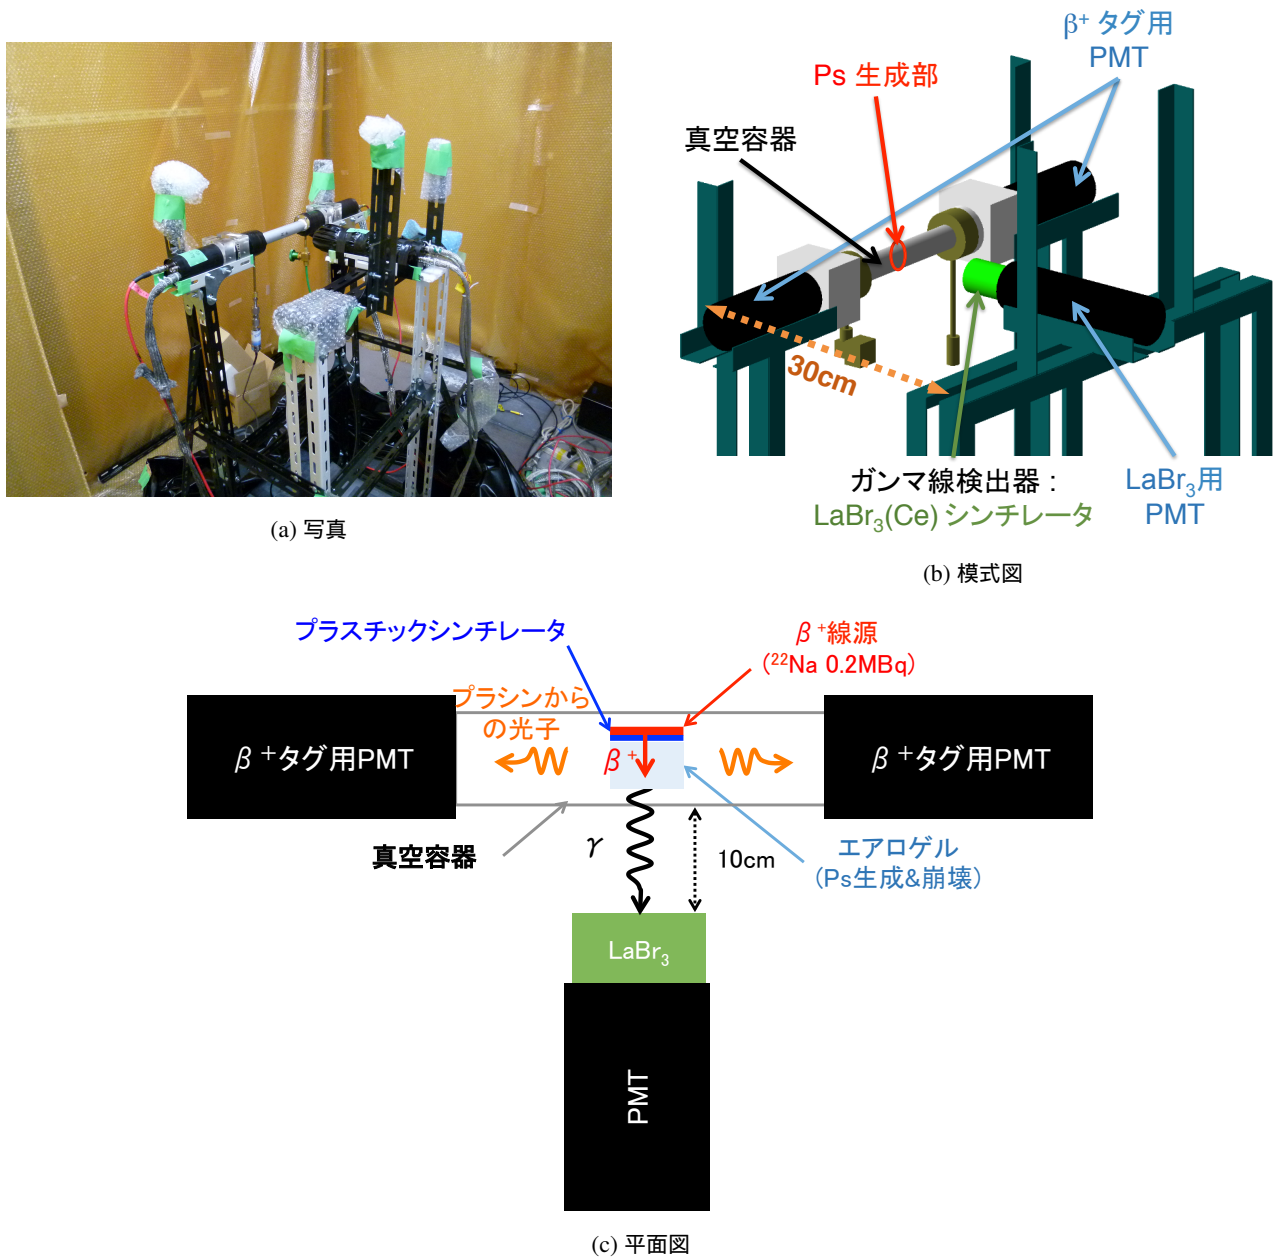 β⁺ タグ用
PMT
Ps 生成部
真空容器
30cm
ガンマ線検出器：
LaBr₃(Ce) シンチレータ
LaBr₃用
PMT
(a) 写真
(b) 模式図
プラスチックシンチレータ
β⁺線源
(²²Na 0.2MBq)
プラシンから
の光子
β⁺タグ用PMT
β⁺
β⁺タグ用PMT
真空容器
γ
10cm
エアロゲル
(Ps生成&崩壊)
LaBr₃
PMT
(c) 平面図